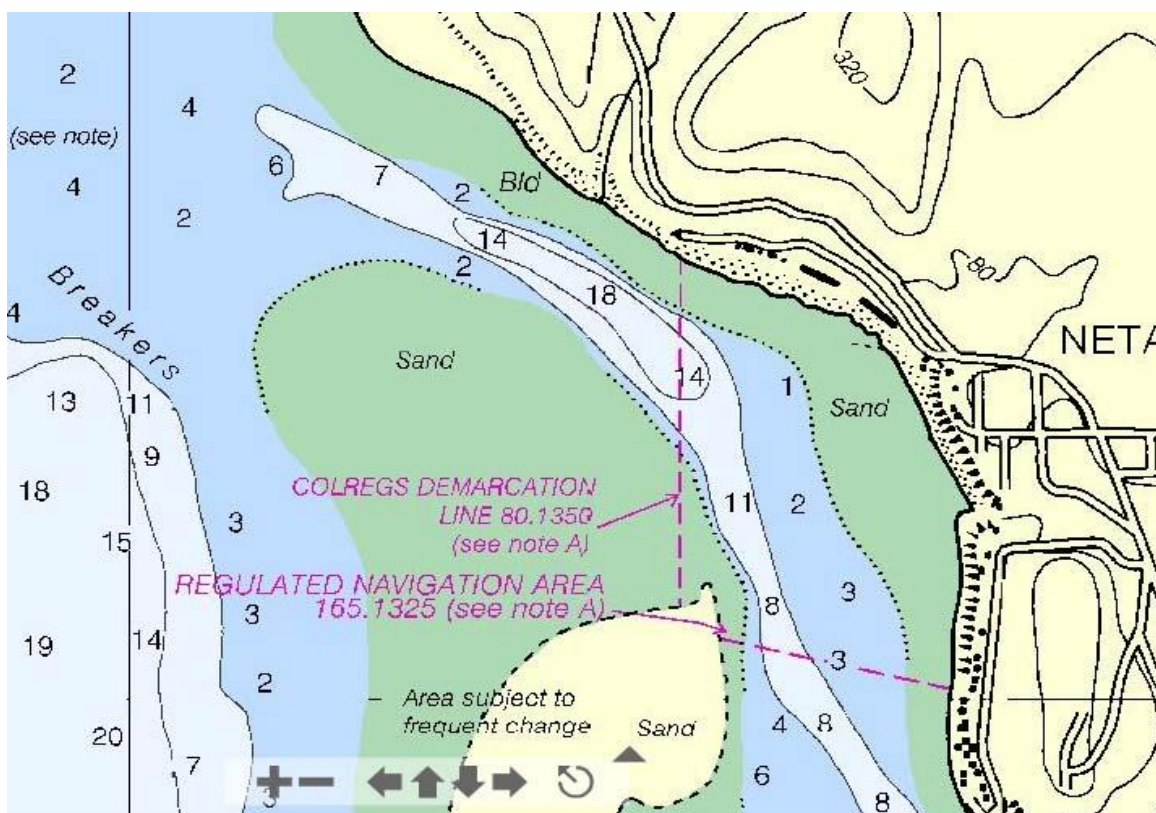 2
(see note)
4
4
320
6
7
2
Bld
2
14
80
2
18
Breakers
4
NETA
Sand
14
1
Sand
13
11
9
18
COLREGS DEMARCATION
LINE 80.1350
(see note A)
11
2
3
15
REGULATED NAVIGATION AREA
165.1325 (see note A)
8
3
3
14
19
3
2
Area subject to
frequent change
Sand
4
8
20
7
6
3
8